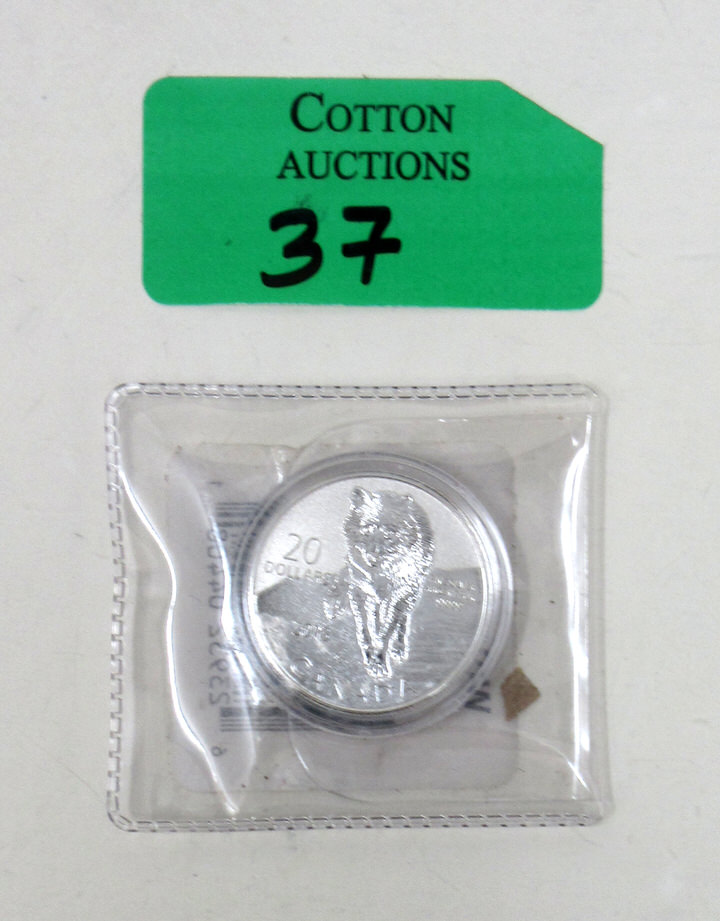 COTTON
AUCTIONS
37
20
DOLLARS
CANADA